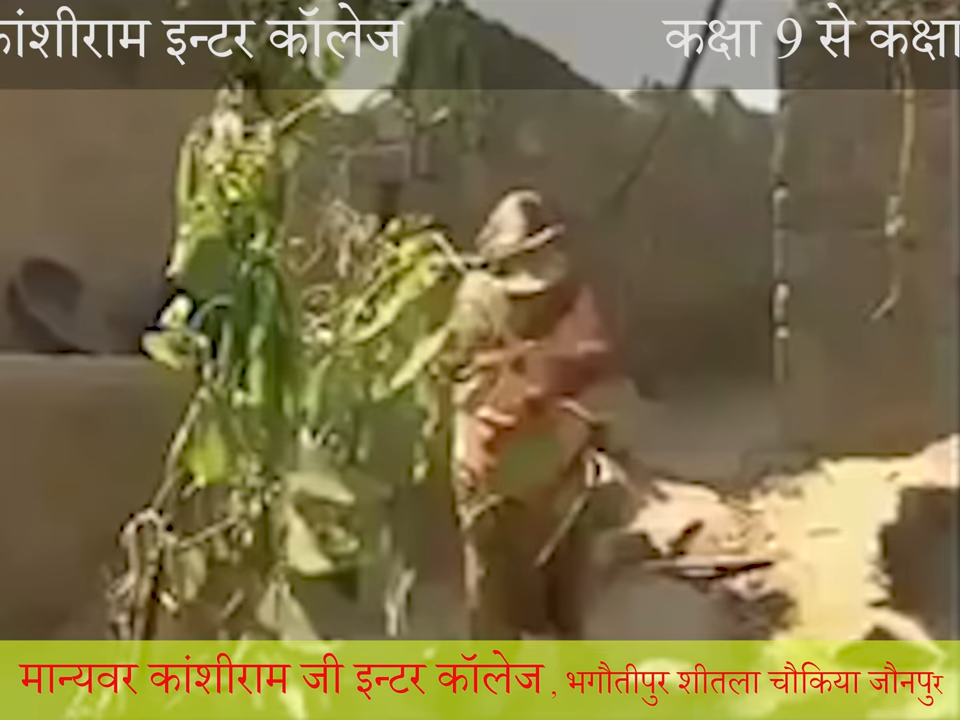 कांशीराम इन्टर कॉलेज कक्षा 9 से कक्षा
मान्यवर कांशीराम जी इन्टर कॉलेज , भगौतीपुर शीतला चौकिया जौनपुर